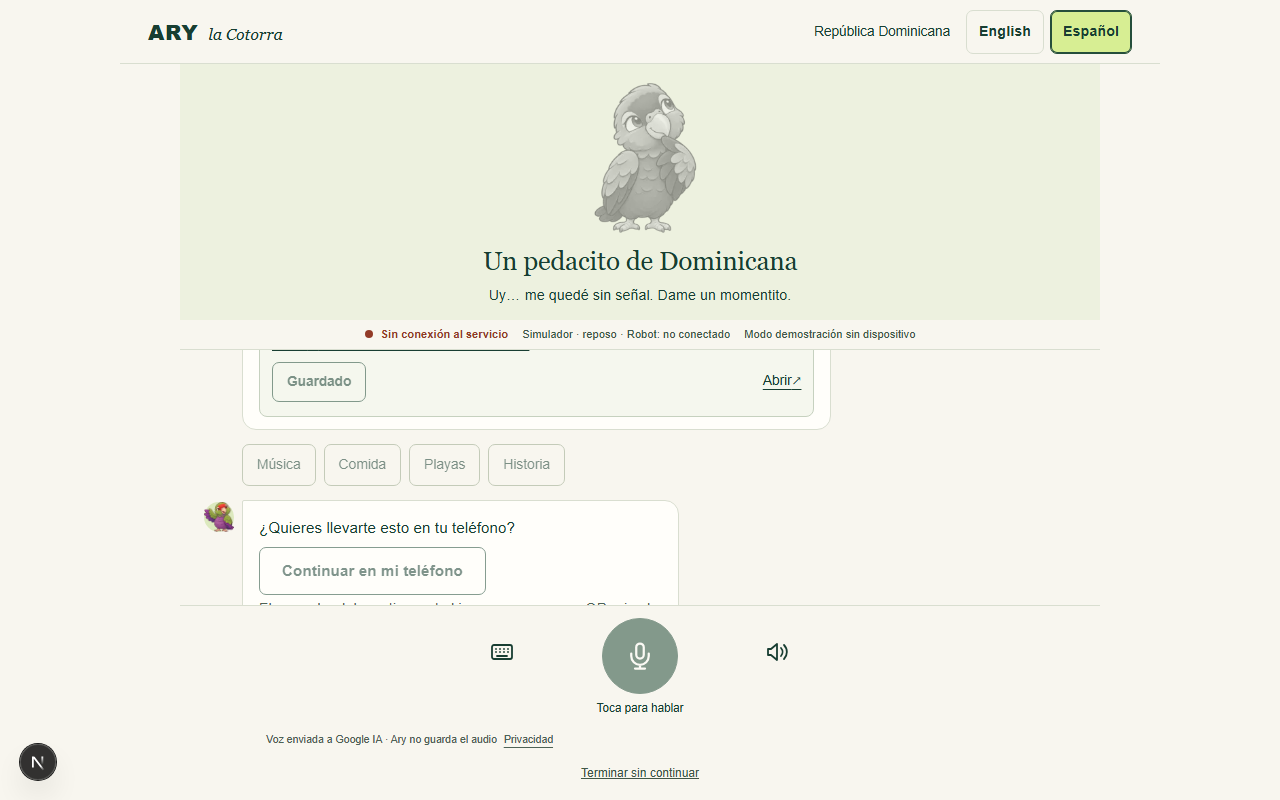 ARY la Cotorra
República Dominicana
English
Español
Un pedacito de Dominicana
Uy… me quedé sin señal. Dame un momentito.
Sin conexión al servicio Simulador · reposo · Robot: no conectado Modo demostración sin dispositivo
Guardado
Abrir↗
Música
Comida
Playas
Historia
¿Quieres llevarte esto en tu teléfono?
Continuar en mi teléfono
Toca para hablar
Voz enviada a Google IA · Ary no guarda el audio Privacidad
Terminar sin continuar
N